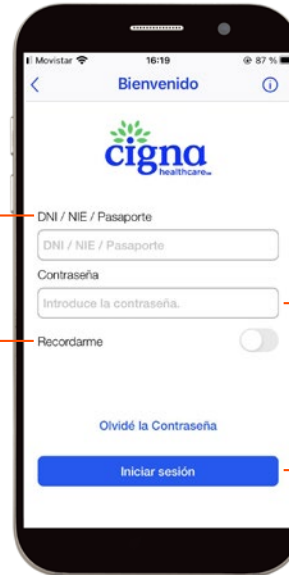 Movistar 16:19 87 %
Bienvenido
cigna
healthcare
DNI / NIE / Pasaporte
DNI / NIE / Pasaporte
Contraseña
Introduce la contraseña.
Recordarme
Olvidé la Contraseña
Iniciar sesión